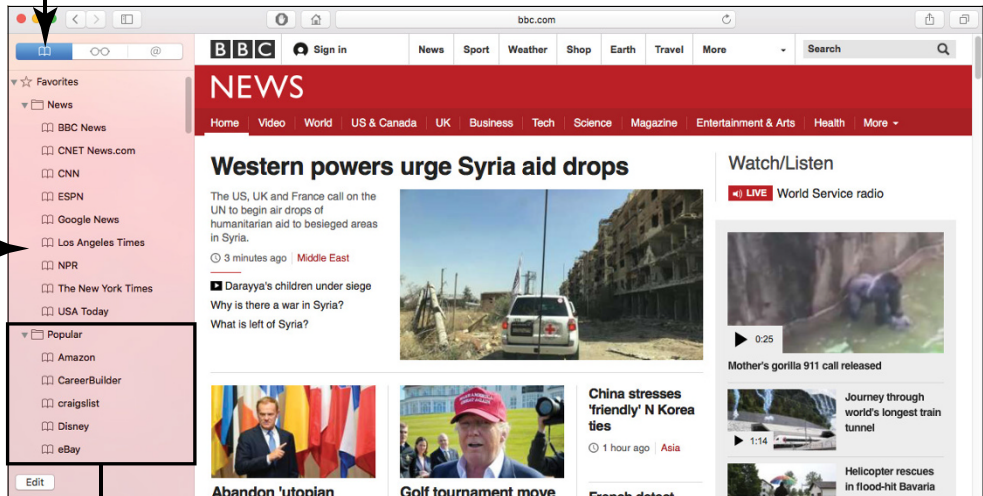 bbc.com
@
Favorites
News
BBC News
CNET News.com
CNN
ESPN
Google News
Los Angeles Times
NPR
The New York Times
USA Today
Popular
Amazon
CareerBuilder
craigslist
Disney
eBay
Edit
BBC Sign in News Sport Weather Shop Earth Travel More Search
NEWS
Home Video World US & Canada UK Business Tech Science Magazine Entertainment & Arts Health More
Western powers urge Syria aid drops
The US, UK and France call on the
UN to begin air drops of
humanitarian aid to besieged areas
in Syria.
3 minutes ago Middle East
Darayya's children under siege
Why is there a war in Syria?
What is left of Syria?
Abandon 'utopian
Golf tournament move
China stresses
'friendly' N Korea
ties
1 hour ago Asia
French detect
Watch/Listen
LIVE World Service radio
0:25
Mother's gorilla 911 call released
1:14
Journey through
world's longest train
tunnel
Helicopter rescues
in flood-hit Bavaria